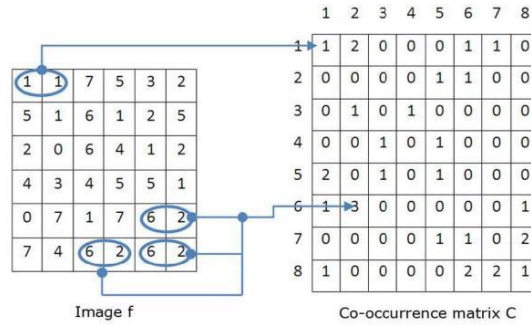 1 2 3 4 5 6 7 8
1 1 2 0 0 0 1 1 0
2 0 0 0 0 1 1 0 0
3 0 1 0 1 0 0 0 0
4 0 0 1 0 1 0 0 0
5 2 0 1 0 1 0 0 0
6 1 3 0 0 0 0 0 1
7 0 0 0 0 1 1 0 2
8 1 0 0 0 0 2 2 1
1 1 7 5 3 2
5 1 6 1 2 5
2 0 6 4 1 2
4 3 4 5 5 1
0 7 1 7 6 2
7 4 6 2 6 2
Image f
Co-occurrence matrix C